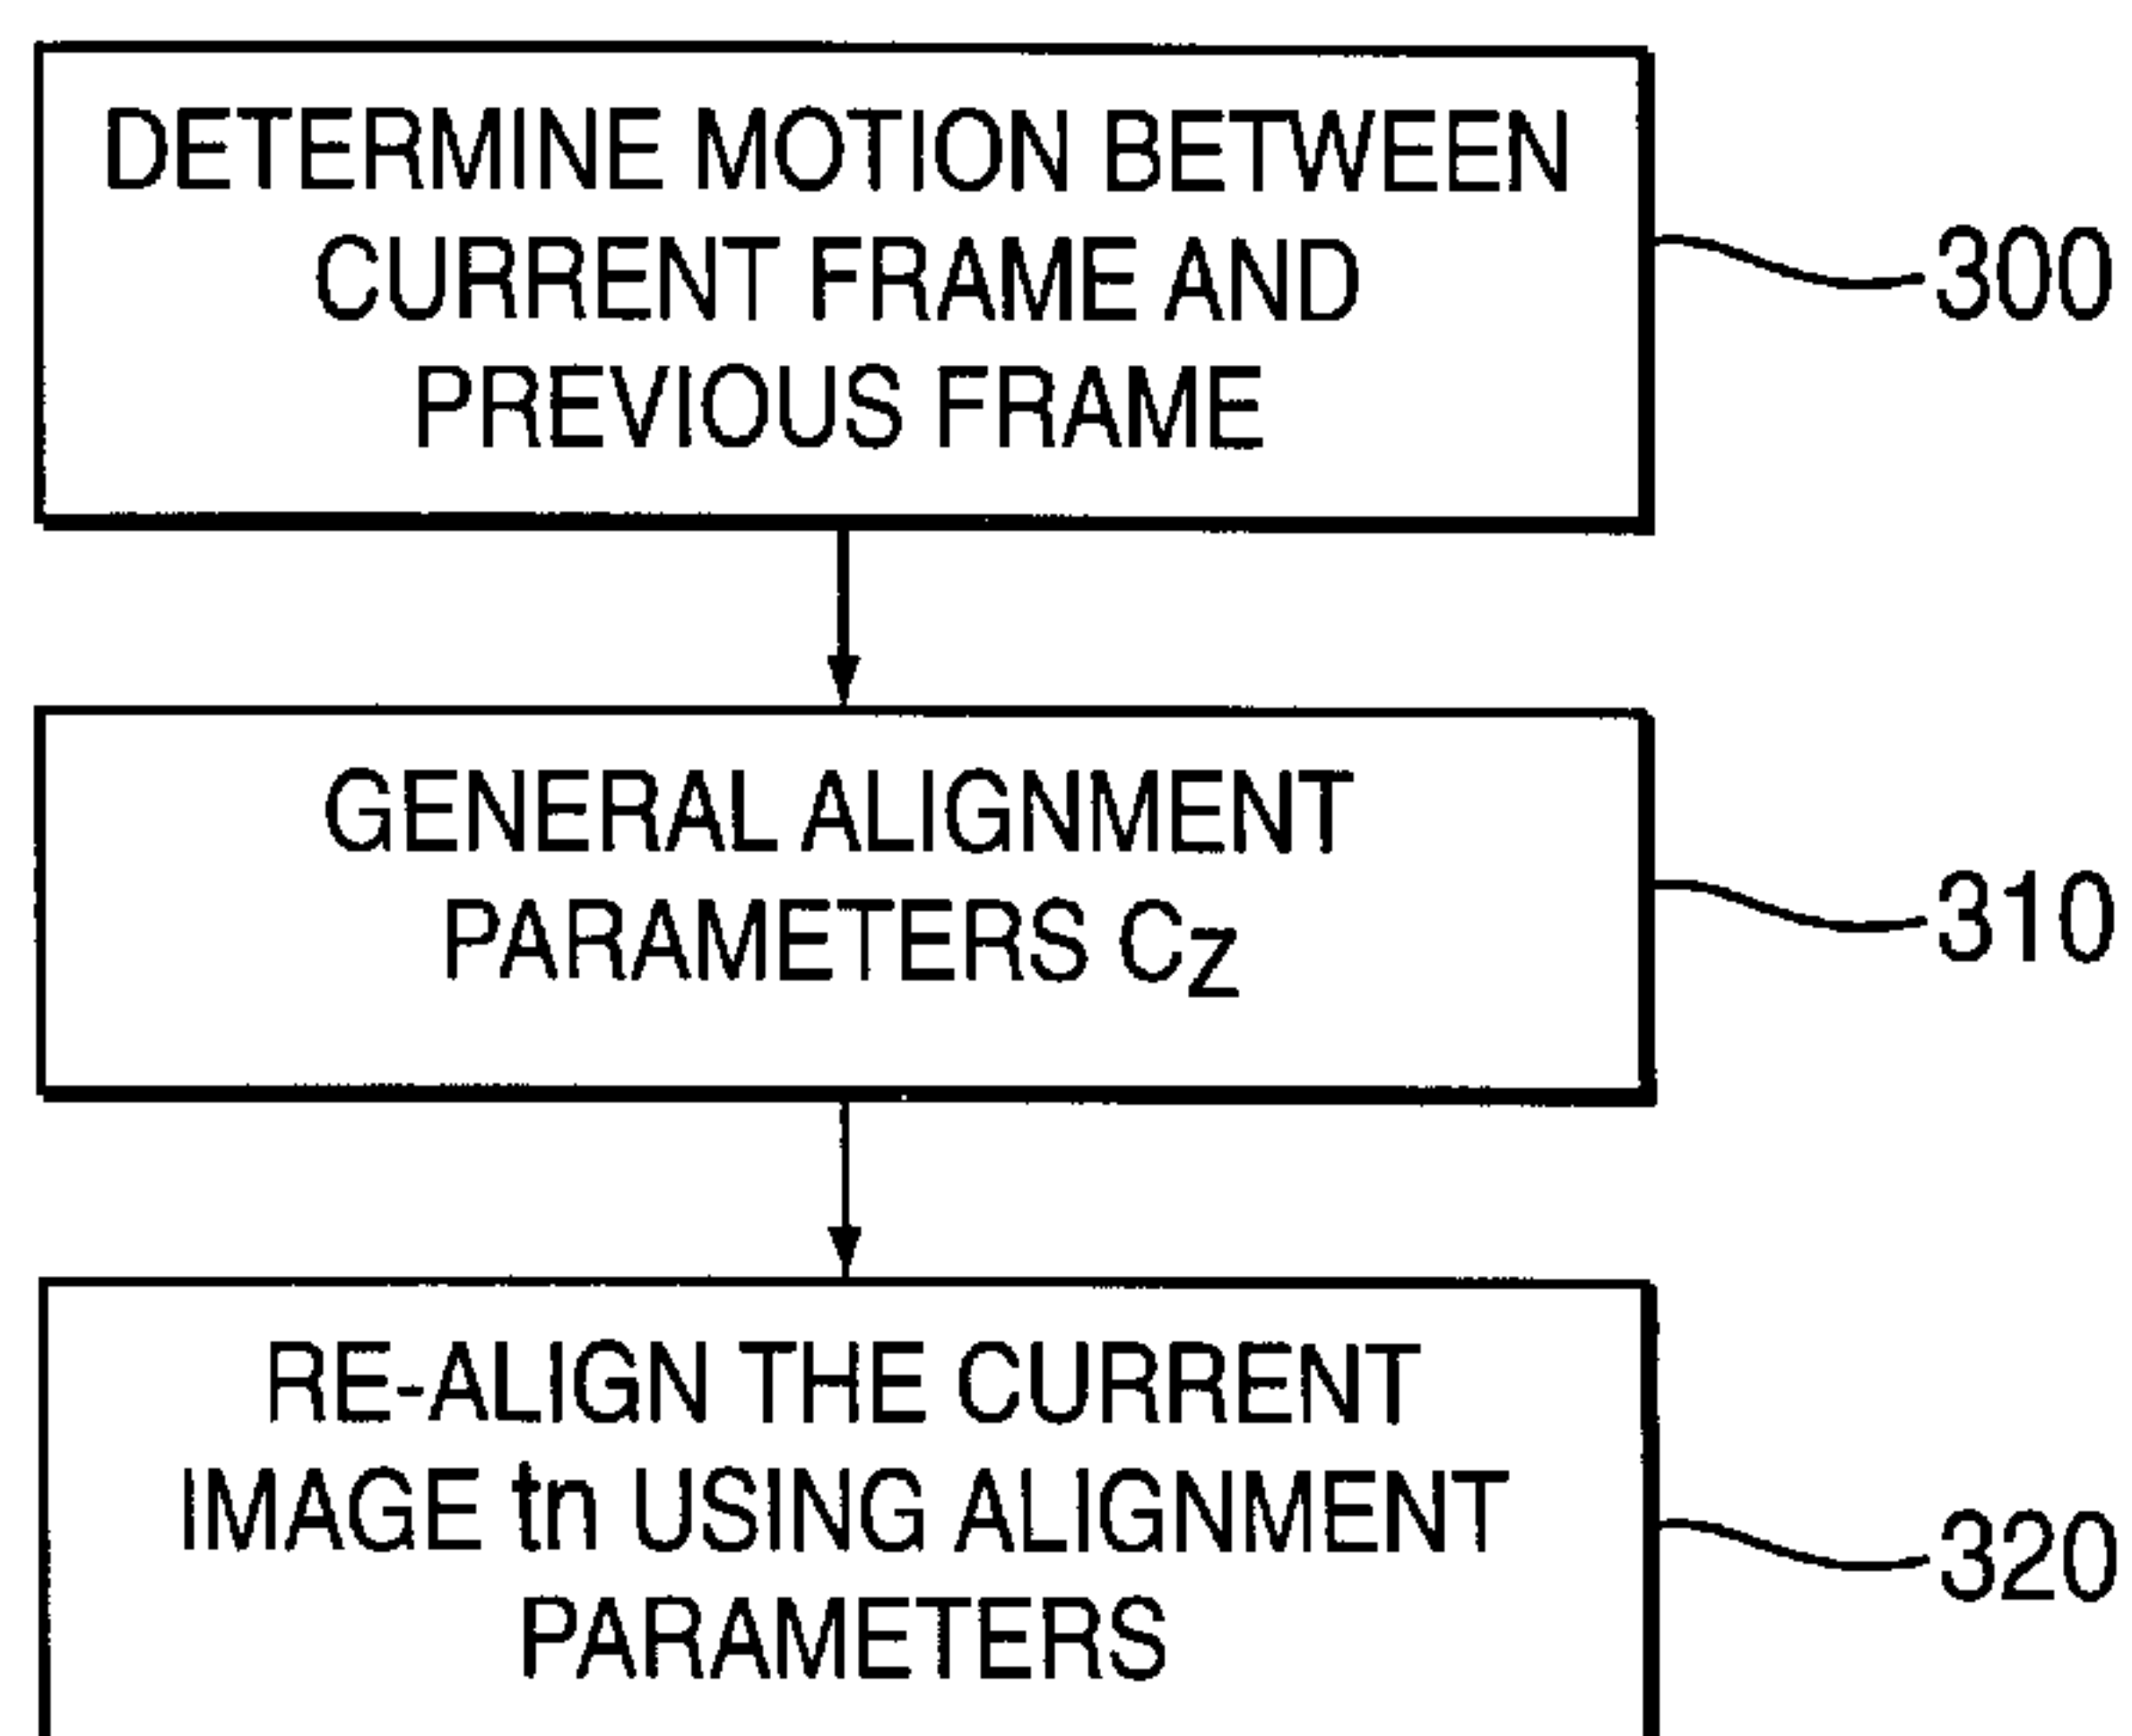 DETERMINE MOTION BETWEEN
CURRENT FRAME AND
PREVIOUS FRAME
300
GENERAL ALIGNMENT
PARAMETERS CZ
310
RE-ALIGN THE CURRENT
IMAGE tn USING ALIGNMENT
PARAMETERS
320